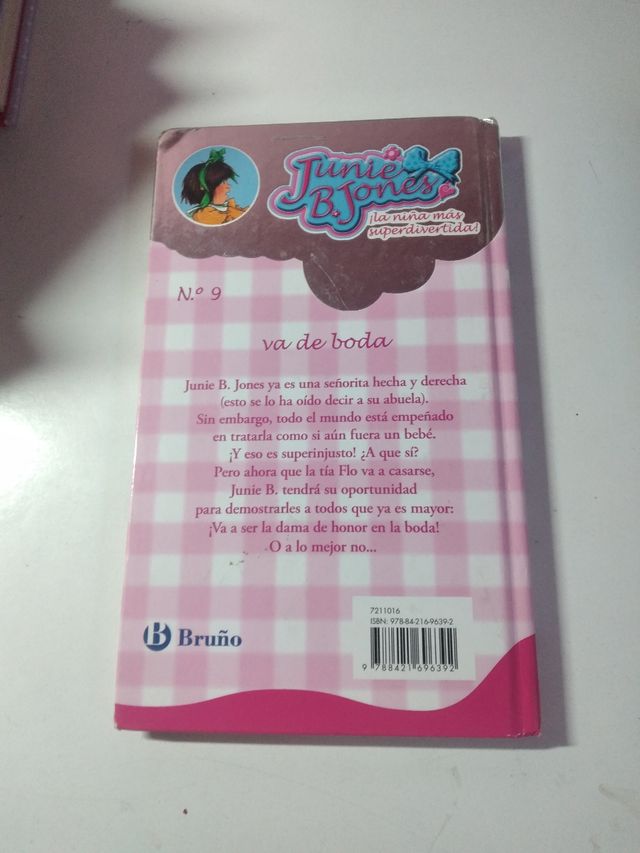 Junie
B. Jones
¡la niña más
superdivertida!
N.º 9
va de boda
Junie B. Jones ya es una señorita hecha y derecha
(esto se lo ha oído decir a su abuela).
Sin embargo, todo el mundo está empeñado
en tratarla como si aún fuera un bebé.
¡Y eso es superinjusto! ¿A que sí?
Pero ahora que la tía Flo va a casarse,
Junie B. tendrá su oportunidad
para demostrarles a todos que ya es mayor:
¡Va a ser la dama de honor en la boda!
O a lo mejor no...
7211016
ISBN: 978-84-216-9639-2
B Bruño
9 788421 696392